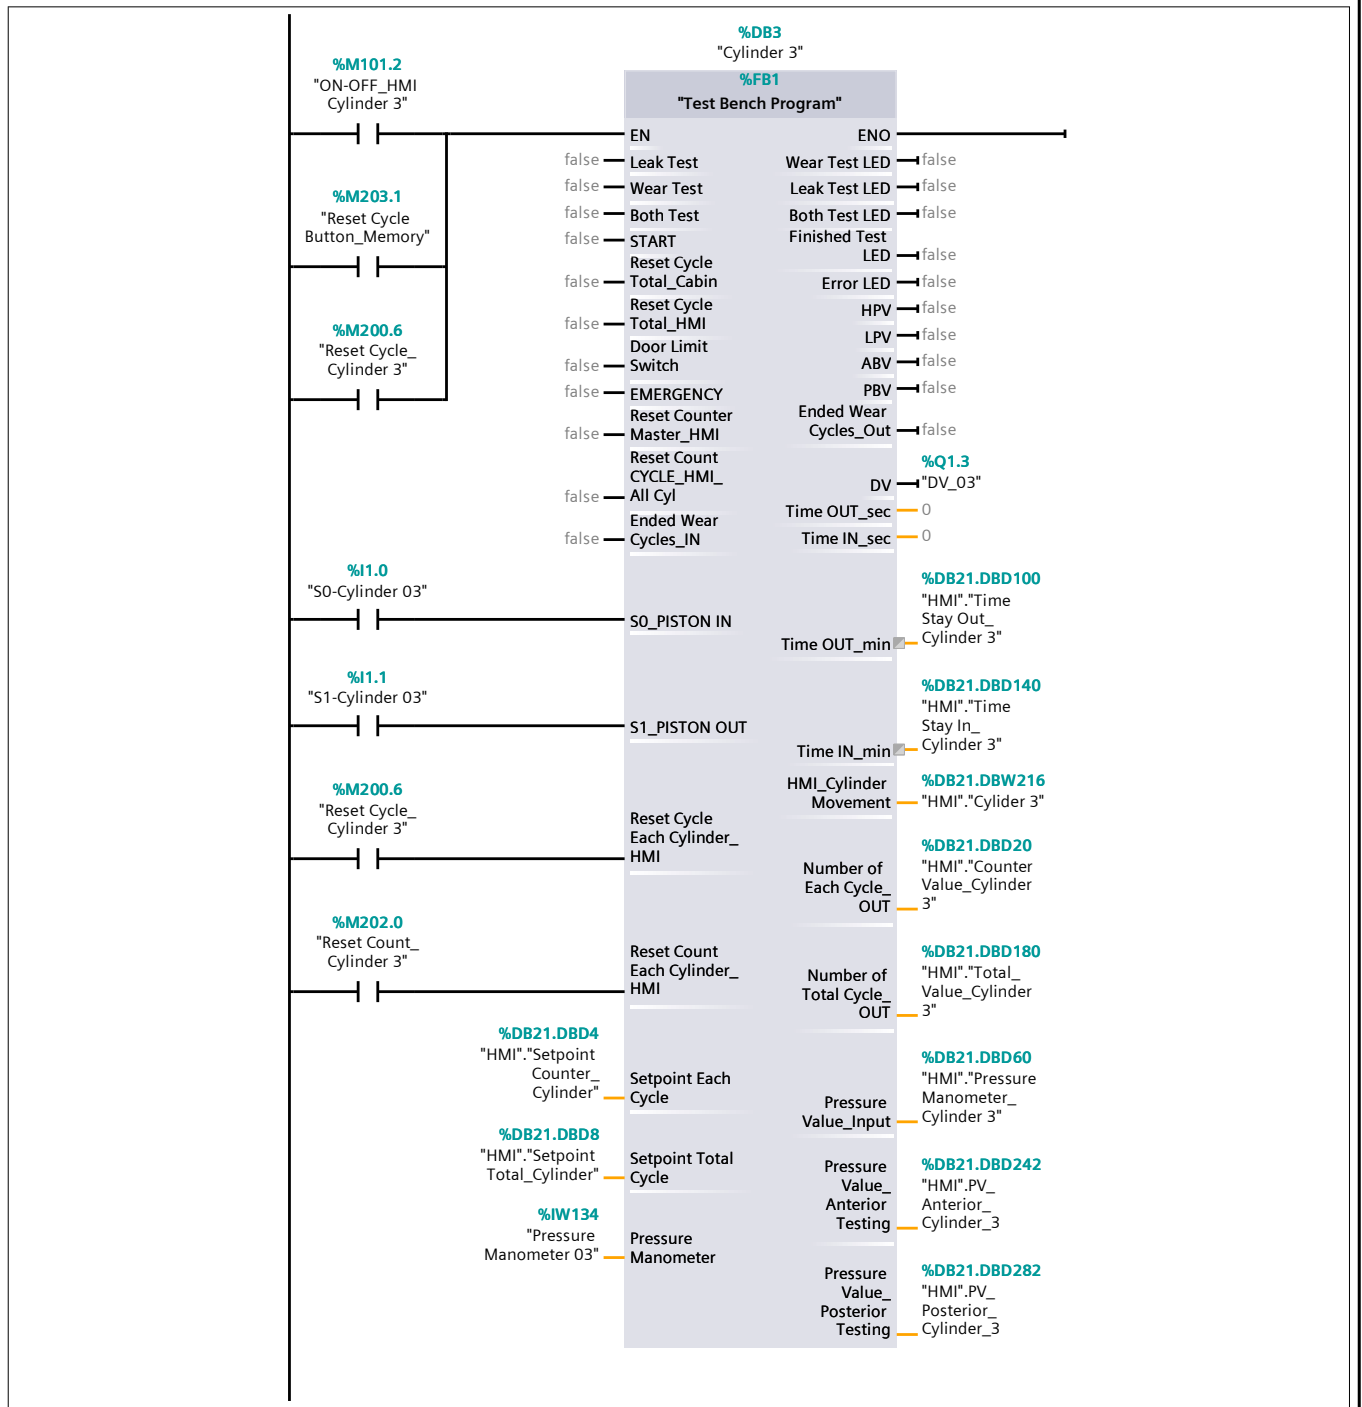 %DB3
"Cylinder 3"
%FB1
"Test Bench Program"
%M101.2
"ON-OFF_HMI
Cylinder 3"
%M203.1
"Reset Cycle
Button_Memory"
%M200.6
"Reset Cycle_
Cylinder 3"
EN
false Leak Test
false Wear Test
false Both Test
false START
Reset Cycle
false Total_Cabin
Reset Cycle
false Total_HMI
Door Limit
false Switch
false EMERGENCY
Reset Counter
false Master_HMI
Reset Count
CYCLE_HMI_
false All Cyl
Ended Wear
false Cycles_IN
%I1.0
"S0-Cylinder 03"
S0_PISTON IN
%I1.1
"S1-Cylinder 03"
S1_PISTON OUT
%M200.6
"Reset Cycle_
Cylinder 3"
Reset Cycle
Each Cylinder_
HMI
%M202.0
"Reset Count_
Cylinder 3"
Reset Count
Each Cylinder_
HMI
%DB21.DBD4
"HMI"."Setpoint
Counter_
Cylinder"
Setpoint Each
Cycle
%DB21.DBD8
"HMI"."Setpoint
Total_Cylinder"
Setpoint Total
Cycle
%IW134
"Pressure
Manometer 03"
Pressure
Manometer
ENO
Wear Test LED false
Leak Test LED false
Both Test LED false
Finished Test
LED false
Error LED false
HPV false
LPV false
ABV false
PBV false
Ended Wear
Cycles_Out false
%Q1.3
DV "DV_03"
Time OUT_sec 0
Time IN_sec 0
%DB21.DBD100
"HMI"."Time
Stay Out_
Cylinder 3"
Time OUT_min
%DB21.DBD140
"HMI"."Time
Stay In_
Cylinder 3"
Time IN_min
HMI_Cylinder
Movement
%DB21.DBW216
"HMI"."Cylider 3"
%DB21.DBD20
"HMI"."Counter
Value_Cylinder
3"
Number of
Each Cycle_
OUT
%DB21.DBD180
"HMI"."Total_
Value_Cylinder
3"
Number of
Total Cycle_
OUT
%DB21.DBD60
"HMI"."Pressure
Manometer_
Cylinder 3"
Pressure
Value_Input
%DB21.DBD242
"HMI".PV_
Anterior_
Cylinder_3
Pressure
Value_
Anterior
Testing
%DB21.DBD282
"HMI".PV_
Posterior_
Cylinder_3
Pressure
Value_
Posterior
Testing